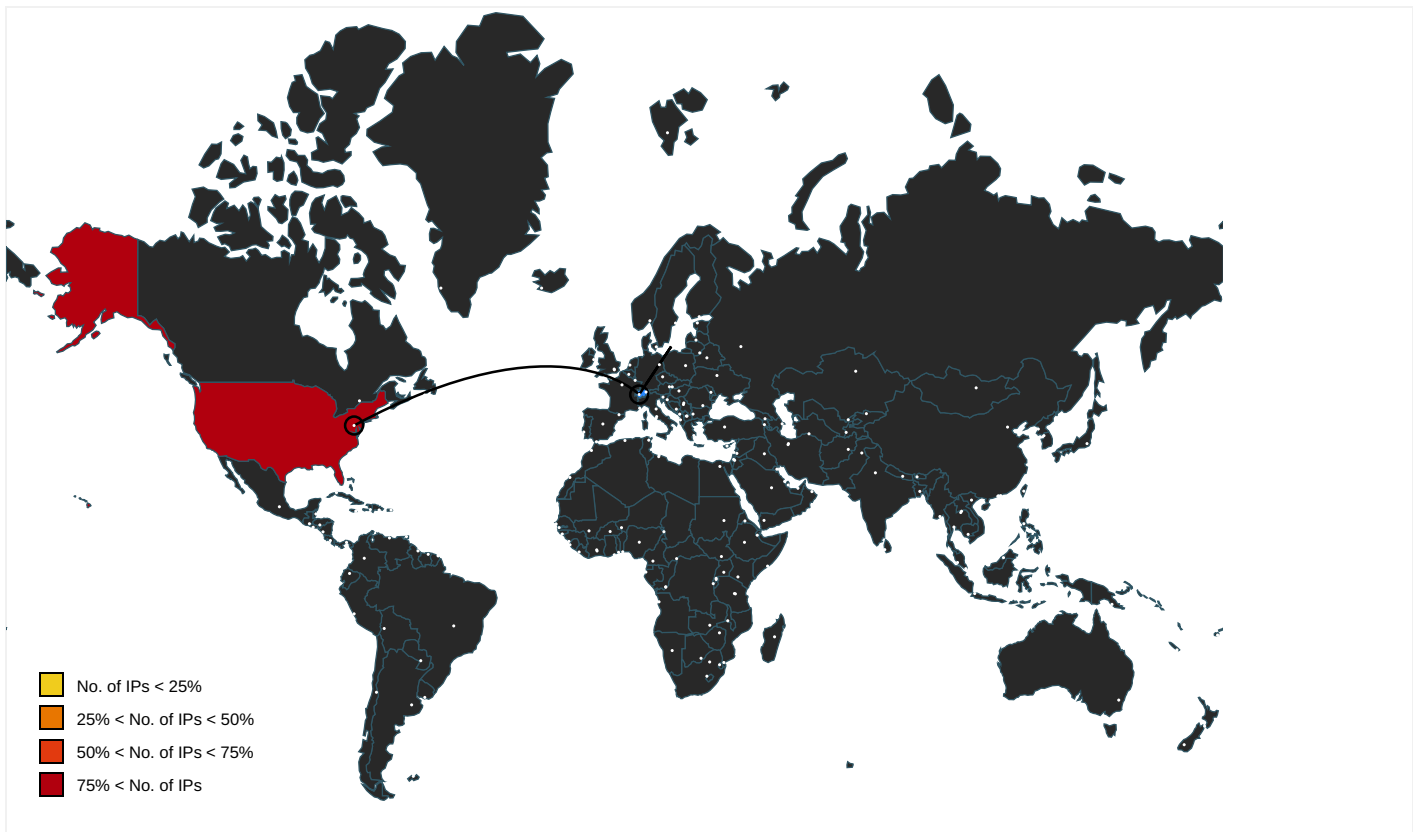 No. of IPs < 25%
25% < No. of IPs < 50%
50% < No. of IPs < 75%
75% < No. of IPs